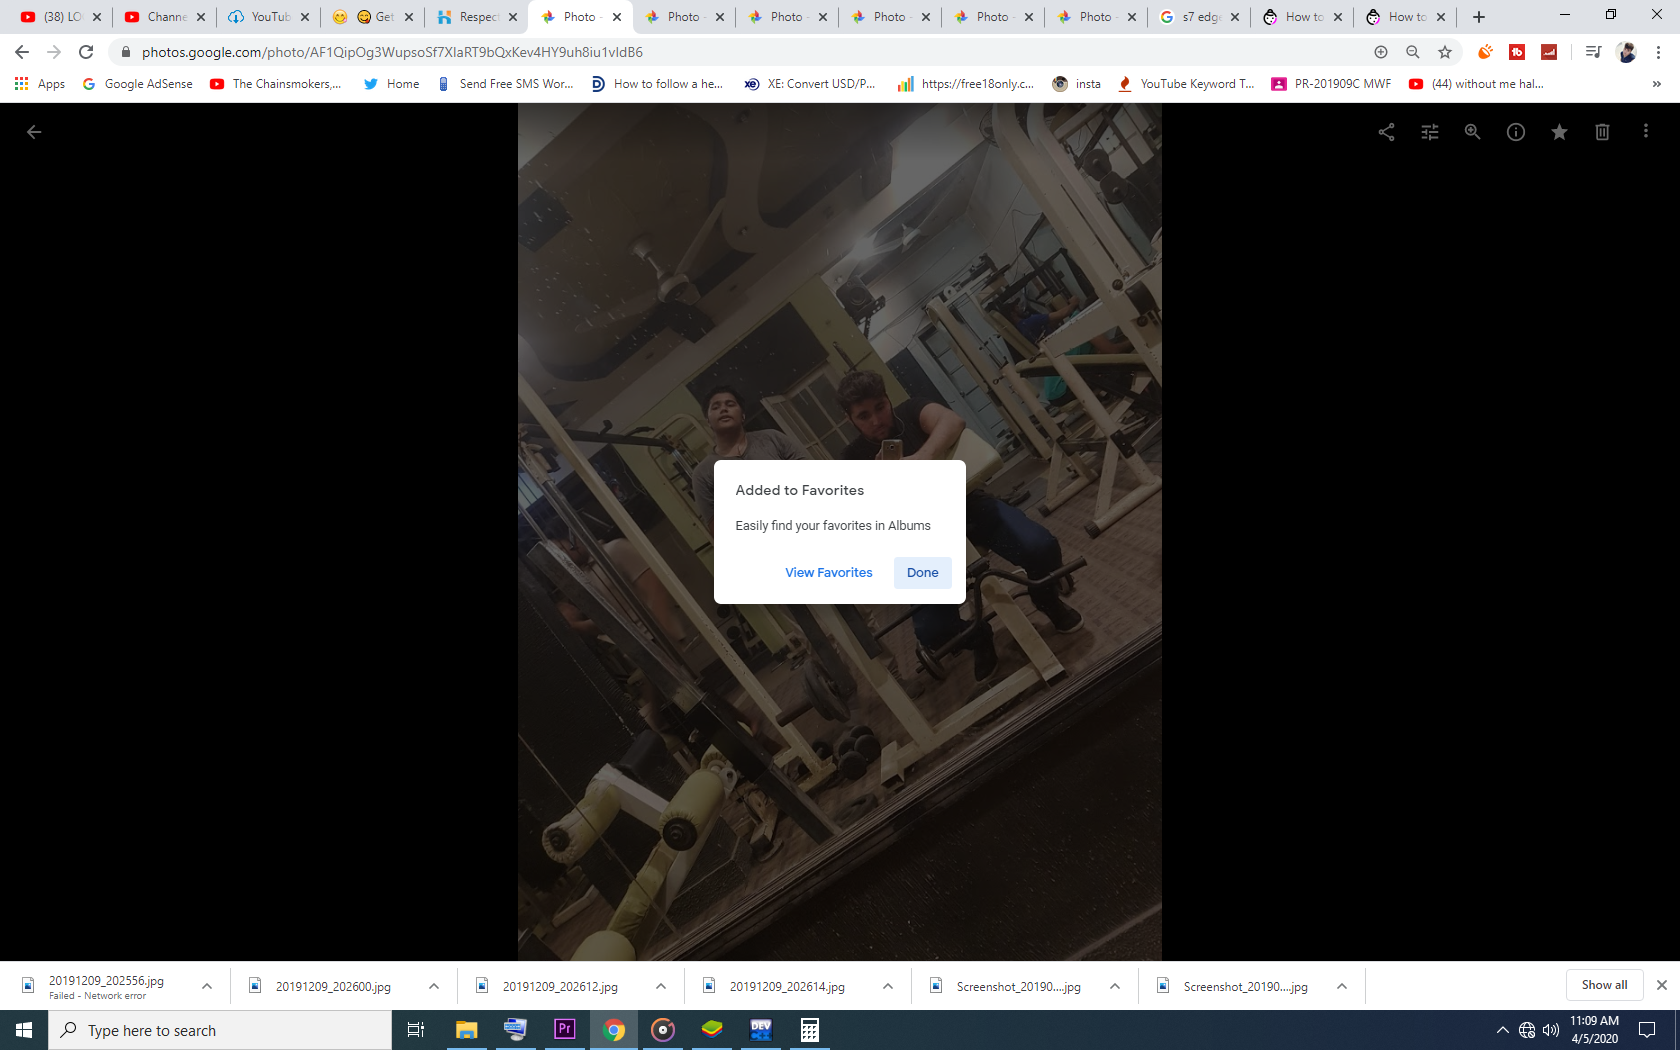 (38) LO
Channe
YouTub
Get
Respect
Photo -
Photo -
Photo -
Photo -
Photo -
Photo -
s7 edge
How to
How to
photos.google.com/photo/AF1QipOg3WupsoSf7XlaRT9bQxKev4HY9uh8iu1vIdB6
Apps
Google AdSense
The Chainsmokers,...
Home
Send Free SMS Wor...
How to follow a he...
XE: Convert USD/P...
https://free18only.c...
insta
YouTube Keyword T...
PR-201909C MWF
(44) without me hal...
Added to Favorites
Easily find your favorites in Albums
View Favorites
Done
20191209_202556.jpg
Failed - Network error
20191209_202600.jpg
20191209_202612.jpg
20191209_202614.jpg
Screenshot_20190....jpg
Screenshot_20190....jpg
Show all
Type here to search
Pr
DEV
C++
11:09 AM
4/5/2020